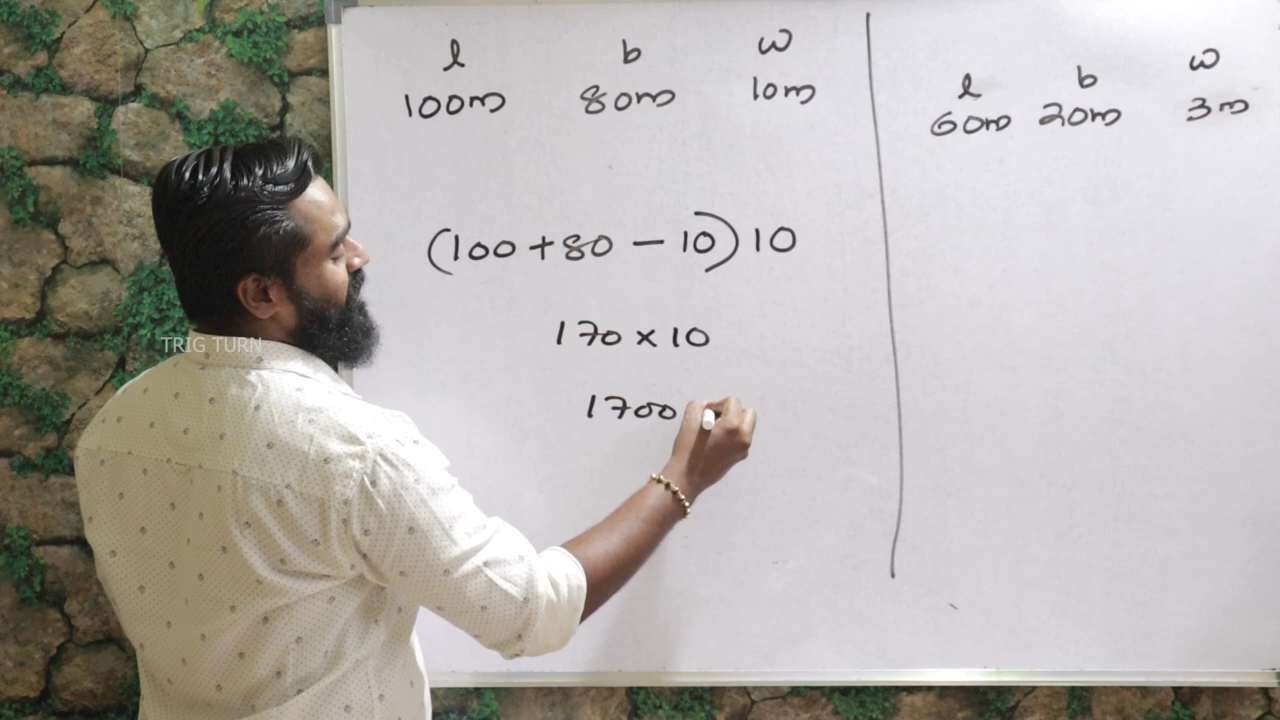 l b w
100m 80m 10m
(100 + 80 - 10) 10
170 x 10
1700
l b w
60m 20m 3m
TRIG TURN